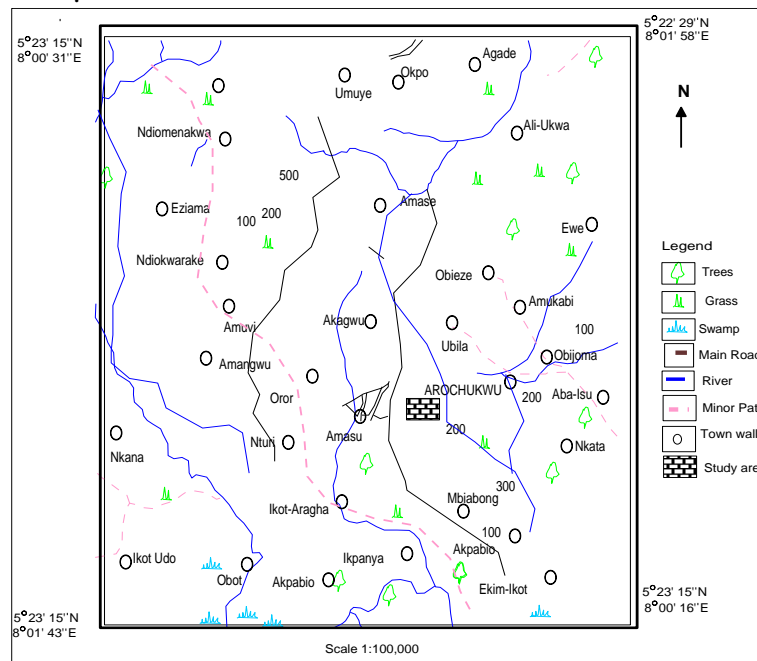 5°23' 15''N
8°00' 31''E
5°22' 29''N
8°01' 58''E
N
Agade
Okpo
Umuye
Ali-Ukwa
Ndiomenakwa
500
Amase
Eziama
100
200
Ewe
Ndiokwarake
Obieze
Legend
Trees
Amukabi
Grass
Amuvi
Akagwu
100
Swamp
Ubila
Main Road
Amangwu
Obijoma
Oror
AROCHUKWU
River
200
Aba-Isu
Minor Pat
Amasu
200
Nturi
Town wall
Nkana
Nkata
Study are
300
Mbiabong
Ikot-Aragha
100
Ikot Udo
Ikpanya
Akpabio
Obot
Akpabio
Ekim-Ikot
5°23' 15''N
8°00' 16''E
5°23' 15''N
8°01' 43''E
Scale 1:100,000